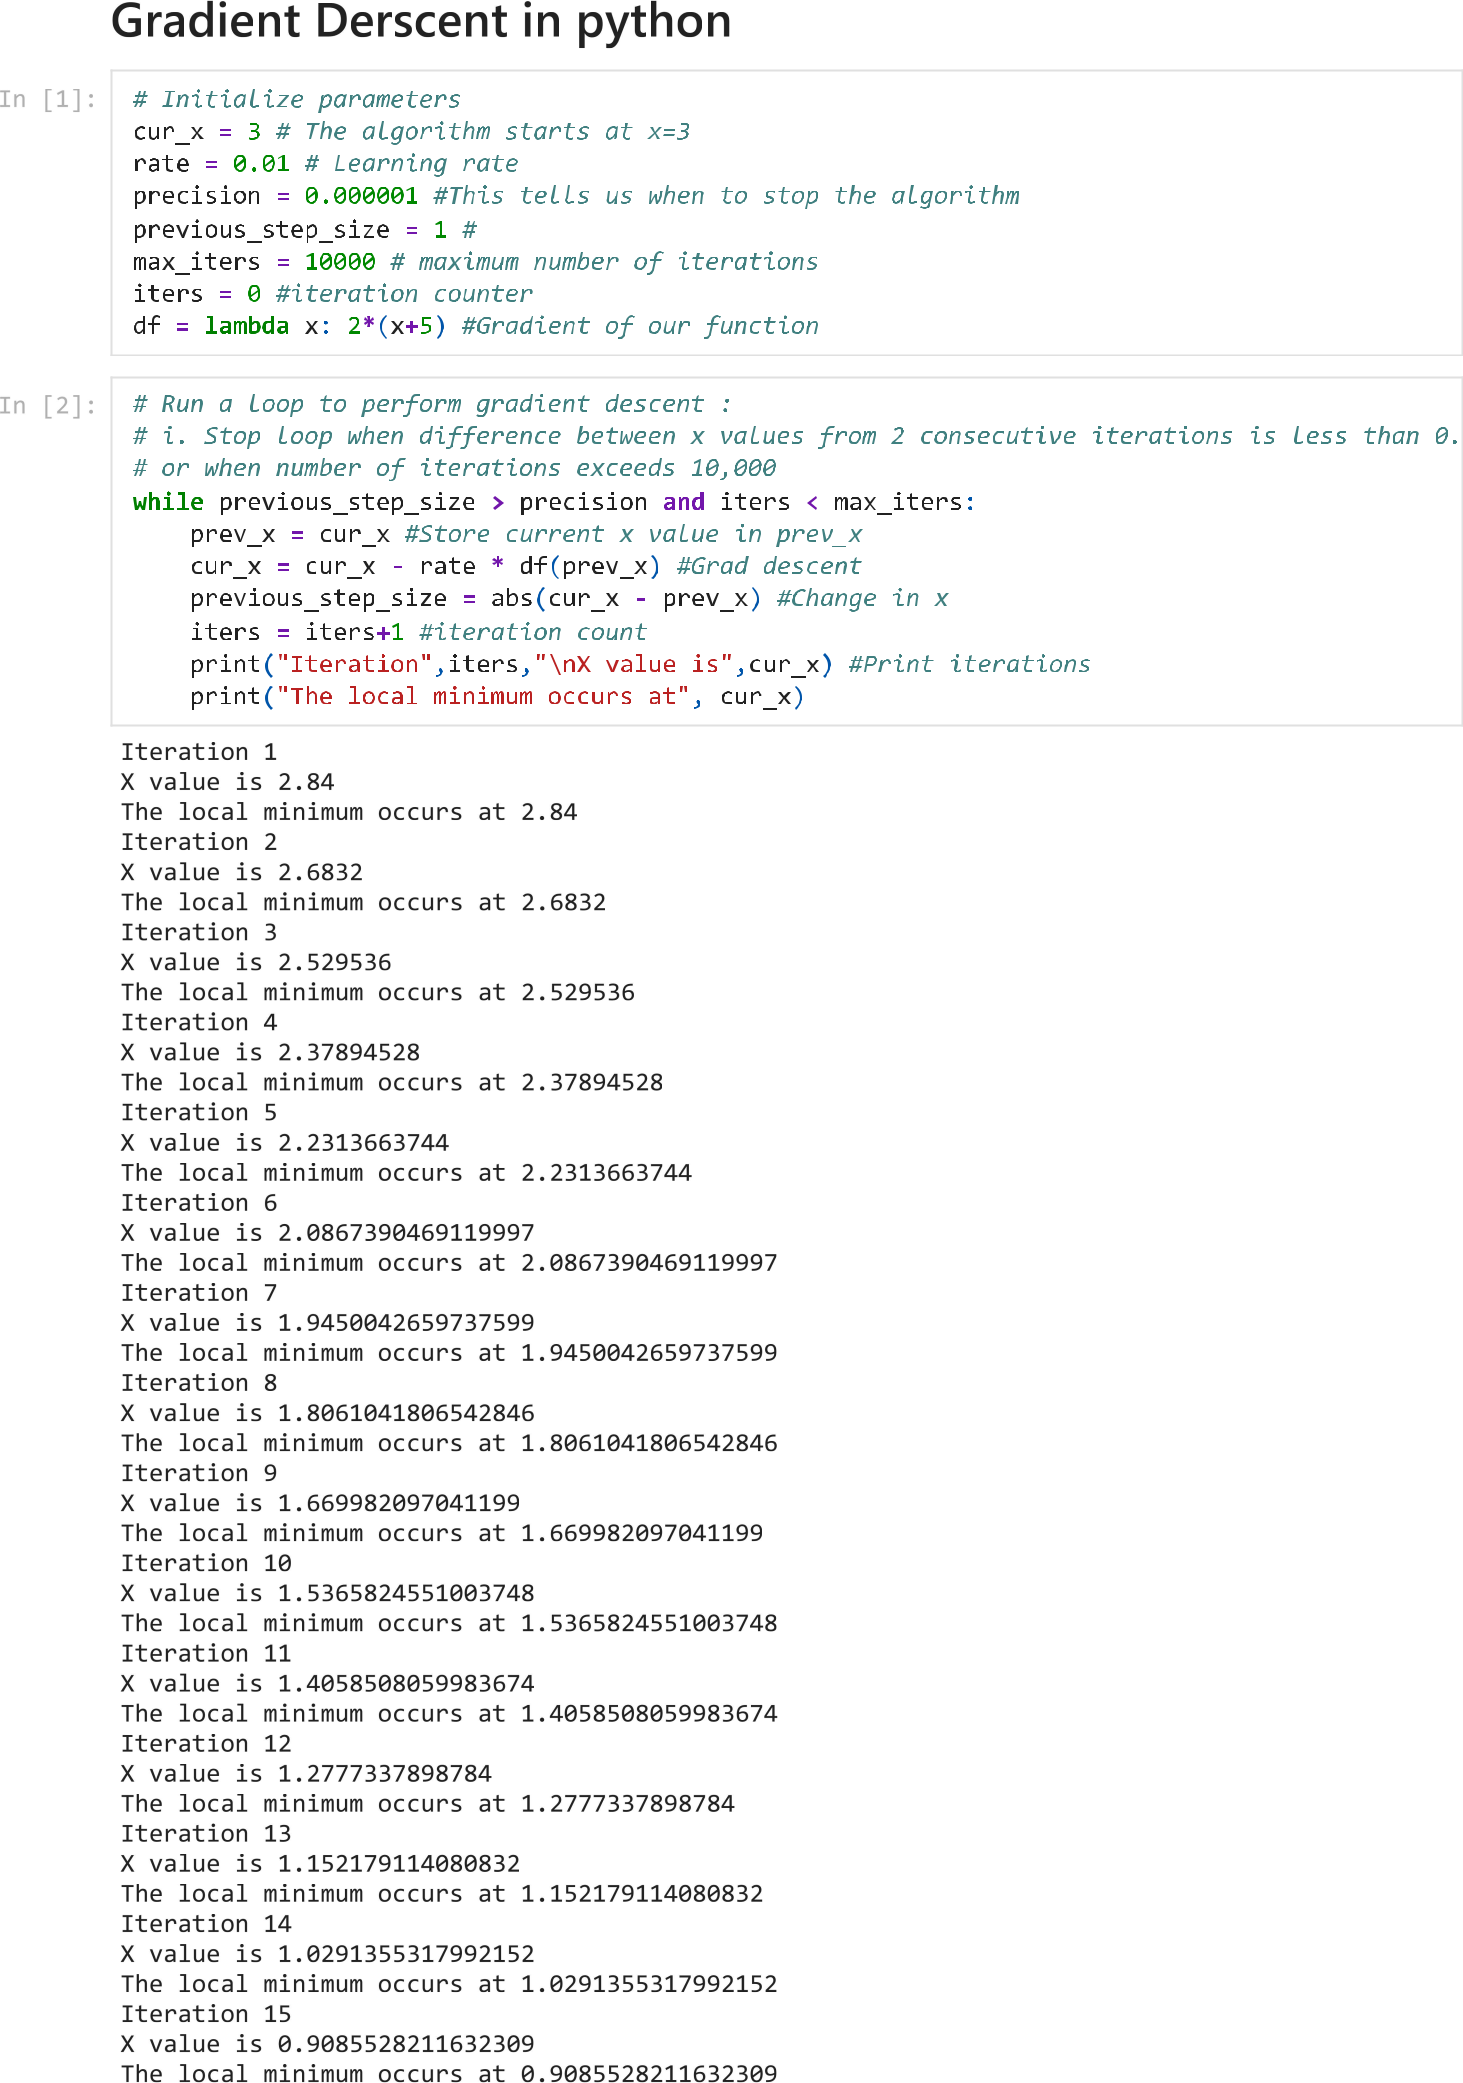 Gradient Derscent in python
In [1]:
# Initialize parameters
cur_x = 3 # The algorithm starts at x=3
rate = 0.01 # Learning rate
precision = 0.000001 #This tells us when to stop the algorithm
previous_step_size = 1 #
max_iters = 10000 # maximum number of iterations
iters = 0 #iteration counter
df = lambda x: 2*(x+5) #Gradient of our function
In [2]:
# Run a loop to perform gradient descent :
# i. Stop loop when difference between x values from 2 consecutive iterations is less than 0.
# or when number of iterations exceeds 10,000
while previous_step_size > precision and iters < max_iters:
    prev_x = cur_x #Store current x value in prev_x
    cur_x = cur_x - rate * df(prev_x) #Grad descent
    previous_step_size = abs(cur_x - prev_x) #Change in x
    iters = iters+1 #iteration count
    print("Iteration",iters,"\nX value is",cur_x) #Print iterations
    print("The local minimum occurs at", cur_x)
Iteration 1
X value is 2.84
The local minimum occurs at 2.84
Iteration 2
X value is 2.6832
The local minimum occurs at 2.6832
Iteration 3
X value is 2.529536
The local minimum occurs at 2.529536
Iteration 4
X value is 2.37894528
The local minimum occurs at 2.37894528
Iteration 5
X value is 2.2313663744
The local minimum occurs at 2.2313663744
Iteration 6
X value is 2.0867390469119997
The local minimum occurs at 2.0867390469119997
Iteration 7
X value is 1.9450042659737599
The local minimum occurs at 1.9450042659737599
Iteration 8
X value is 1.8061041806542846
The local minimum occurs at 1.8061041806542846
Iteration 9
X value is 1.669982097041199
The local minimum occurs at 1.669982097041199
Iteration 10
X value is 1.5365824551003748
The local minimum occurs at 1.5365824551003748
Iteration 11
X value is 1.4058508059983674
The local minimum occurs at 1.4058508059983674
Iteration 12
X value is 1.2777337898784
The local minimum occurs at 1.2777337898784
Iteration 13
X value is 1.152179114080832
The local minimum occurs at 1.152179114080832
Iteration 14
X value is 1.0291355317992152
The local minimum occurs at 1.0291355317992152
Iteration 15
X value is 0.9085528211632309
The local minimum occurs at 0.9085528211632309